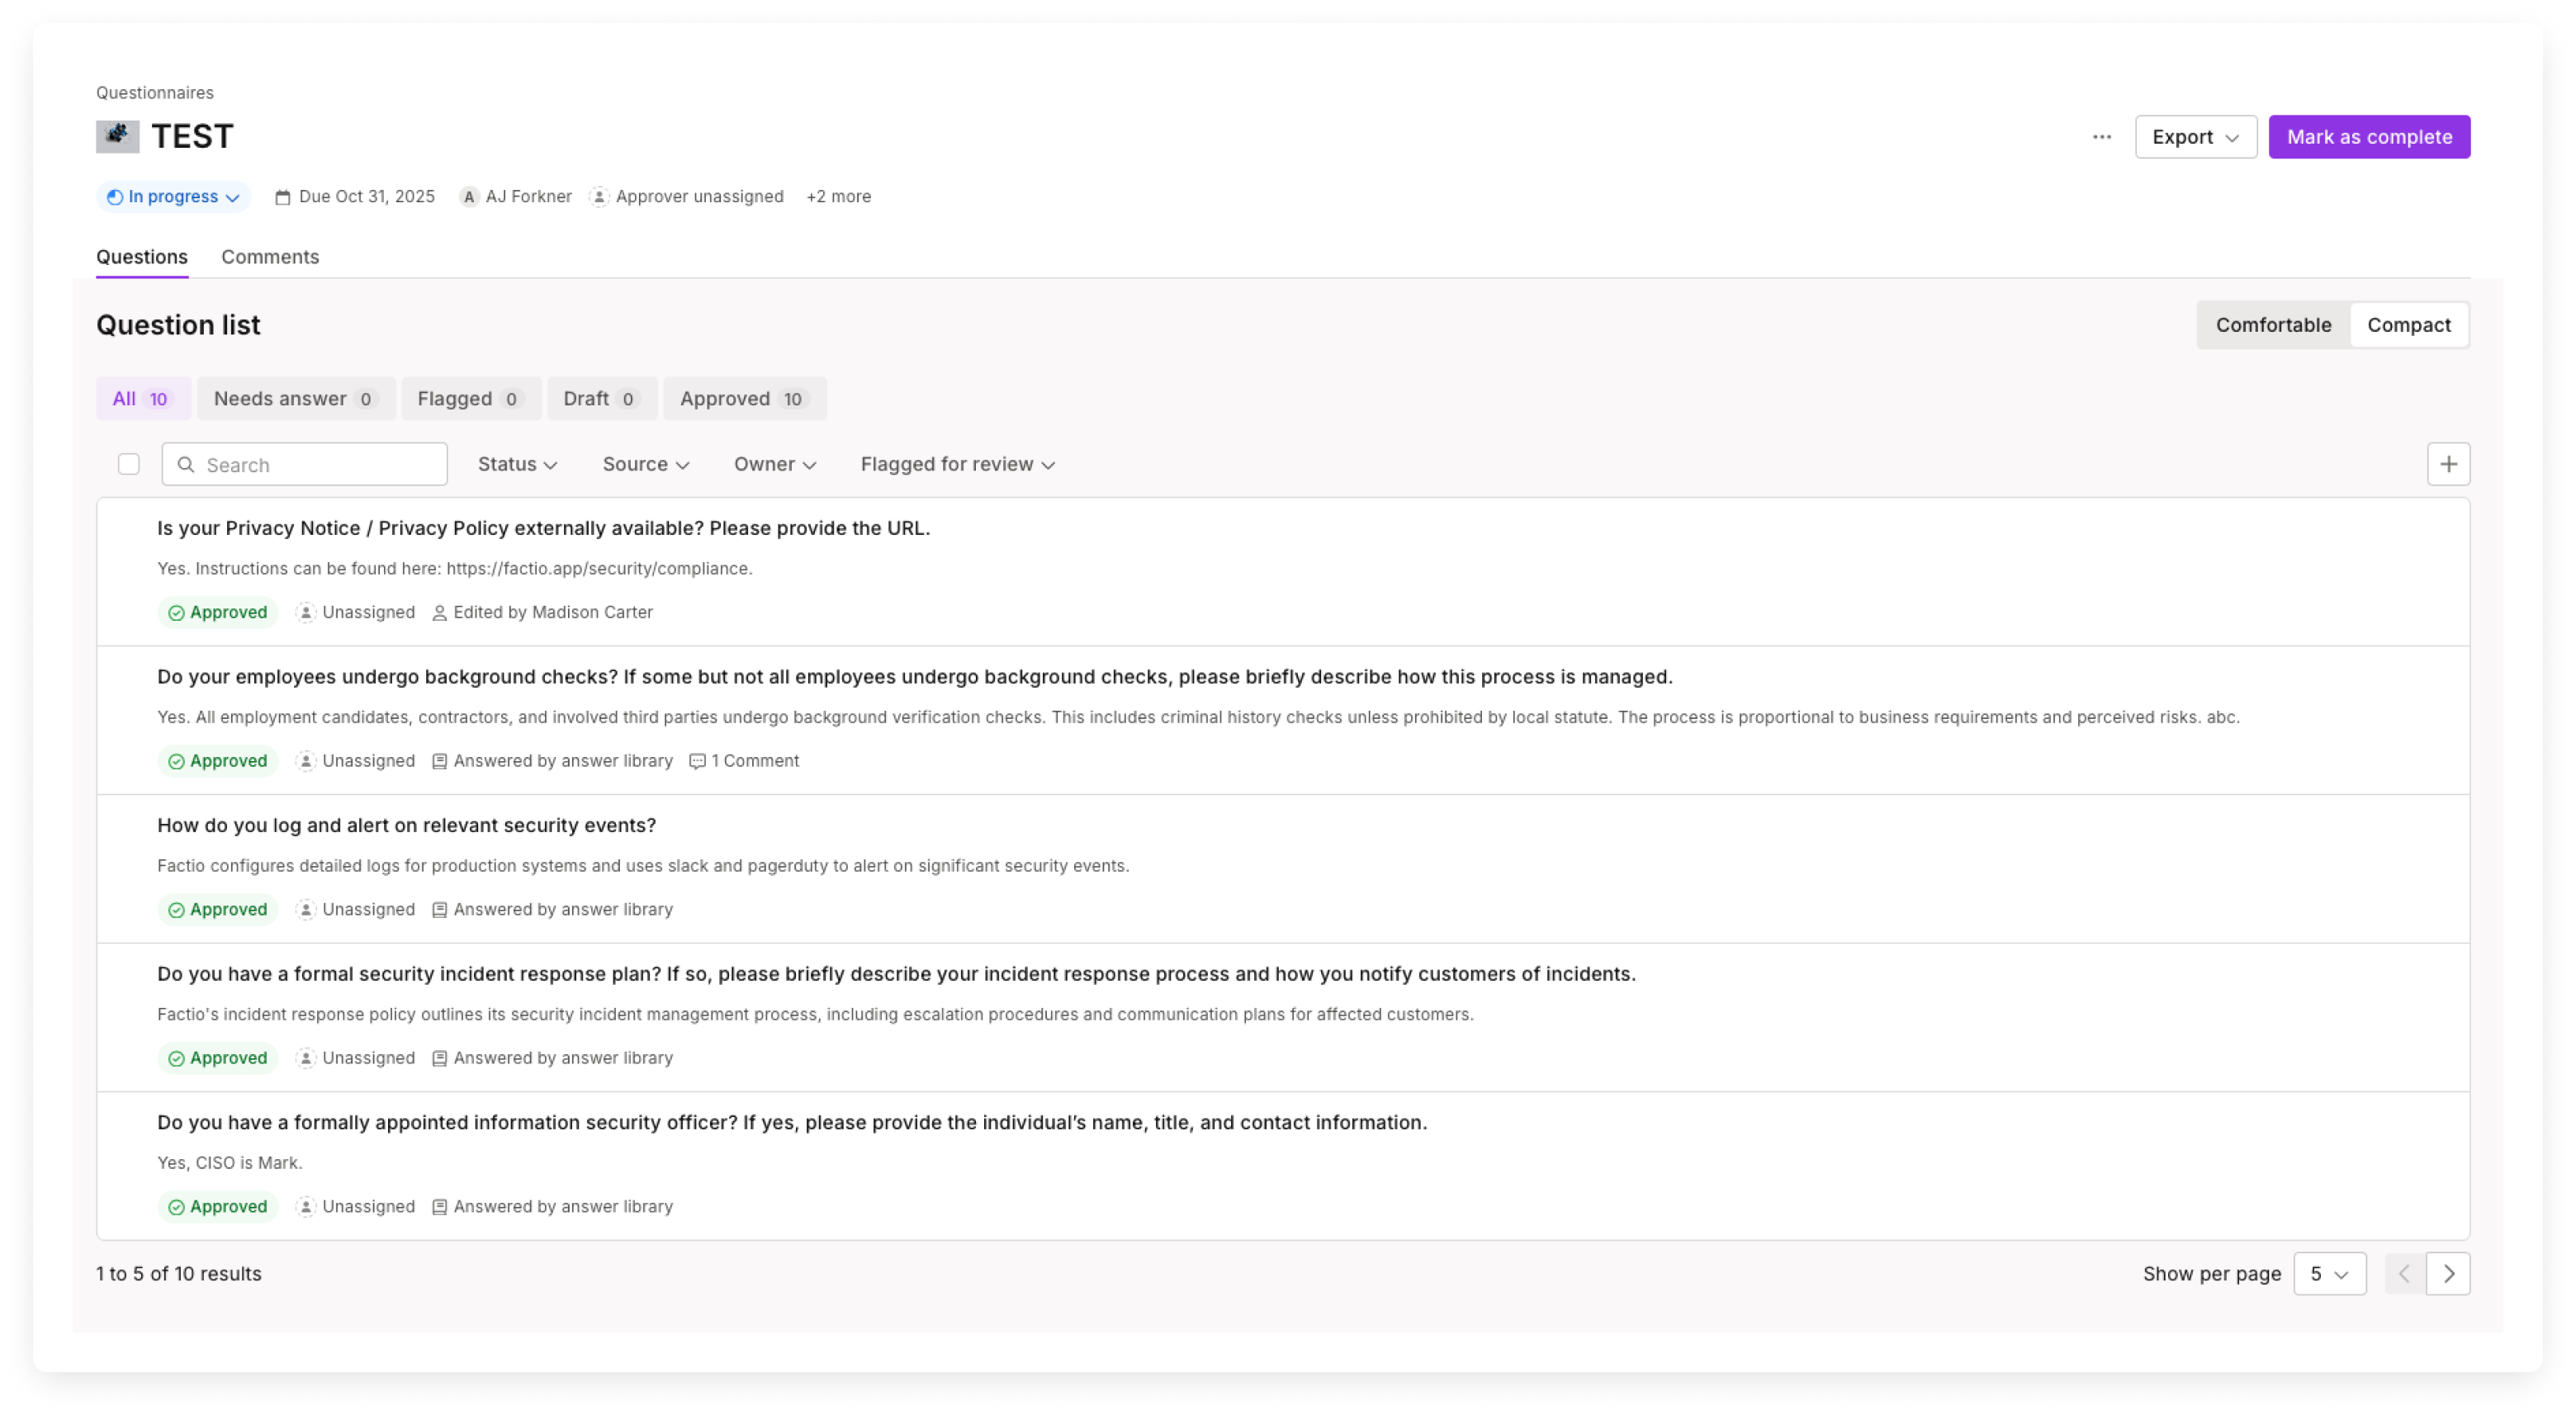 Questionnaires
TEST
Export
Mark as complete
In progress
Due Oct 31, 2025
A AJ Forkner
Approver unassigned
+2 more
Questions
Comments
Question list
Comfortable
Compact
All 10
Needs answer 0
Flagged 0
Draft 0
Approved 10
Search
Status
Source
Owner
Flagged for review
Is your Privacy Notice / Privacy Policy externally available? Please provide the URL.
Yes. Instructions can be found here: https://factio.app/security/compliance.
Approved Unassigned Edited by Madison Carter
Do your employees undergo background checks? If some but not all employees undergo background checks, please briefly describe how this process is managed.
Yes. All employment candidates, contractors, and involved third parties undergo background verification checks. This includes criminal history checks unless prohibited by local statute. The process is proportional to business requirements and perceived risks. abc.
Approved Unassigned Answered by answer library 1 Comment
How do you log and alert on relevant security events?
Factio configures detailed logs for production systems and uses slack and pagerduty to alert on significant security events.
Approved Unassigned Answered by answer library
Do you have a formal security incident response plan? If so, please briefly describe your incident response process and how you notify customers of incidents.
Factio's incident response policy outlines its security incident management process, including escalation procedures and communication plans for affected customers.
Approved Unassigned Answered by answer library
Do you have a formally appointed information security officer? If yes, please provide the individual’s name, title, and contact information.
Yes, CISO is Mark.
Approved Unassigned Answered by answer library
1 to 5 of 10 results
Show per page 5